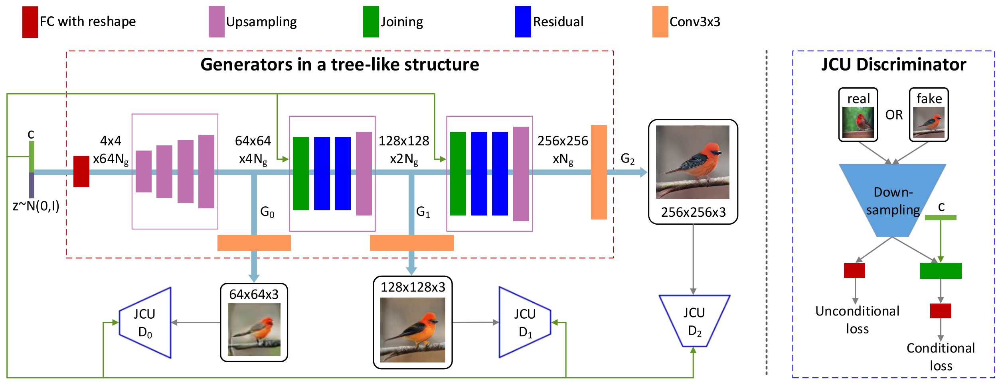 FC with reshape
Upsampling
Joining
Residual
Conv3x3
Generators in a tree-like structure
c
z~N(0,I)
4x4
x64Ng
64x64
x4Ng
128x128
x2Ng
256x256
xNg
G0
G1
G2
256x256x3
64x64x3
128x128x3
JCU
D0
JCU
D1
JCU
D2
JCU Discriminator
real
OR
fake
Down-
sampling
c
Unconditional
loss
Conditional
loss